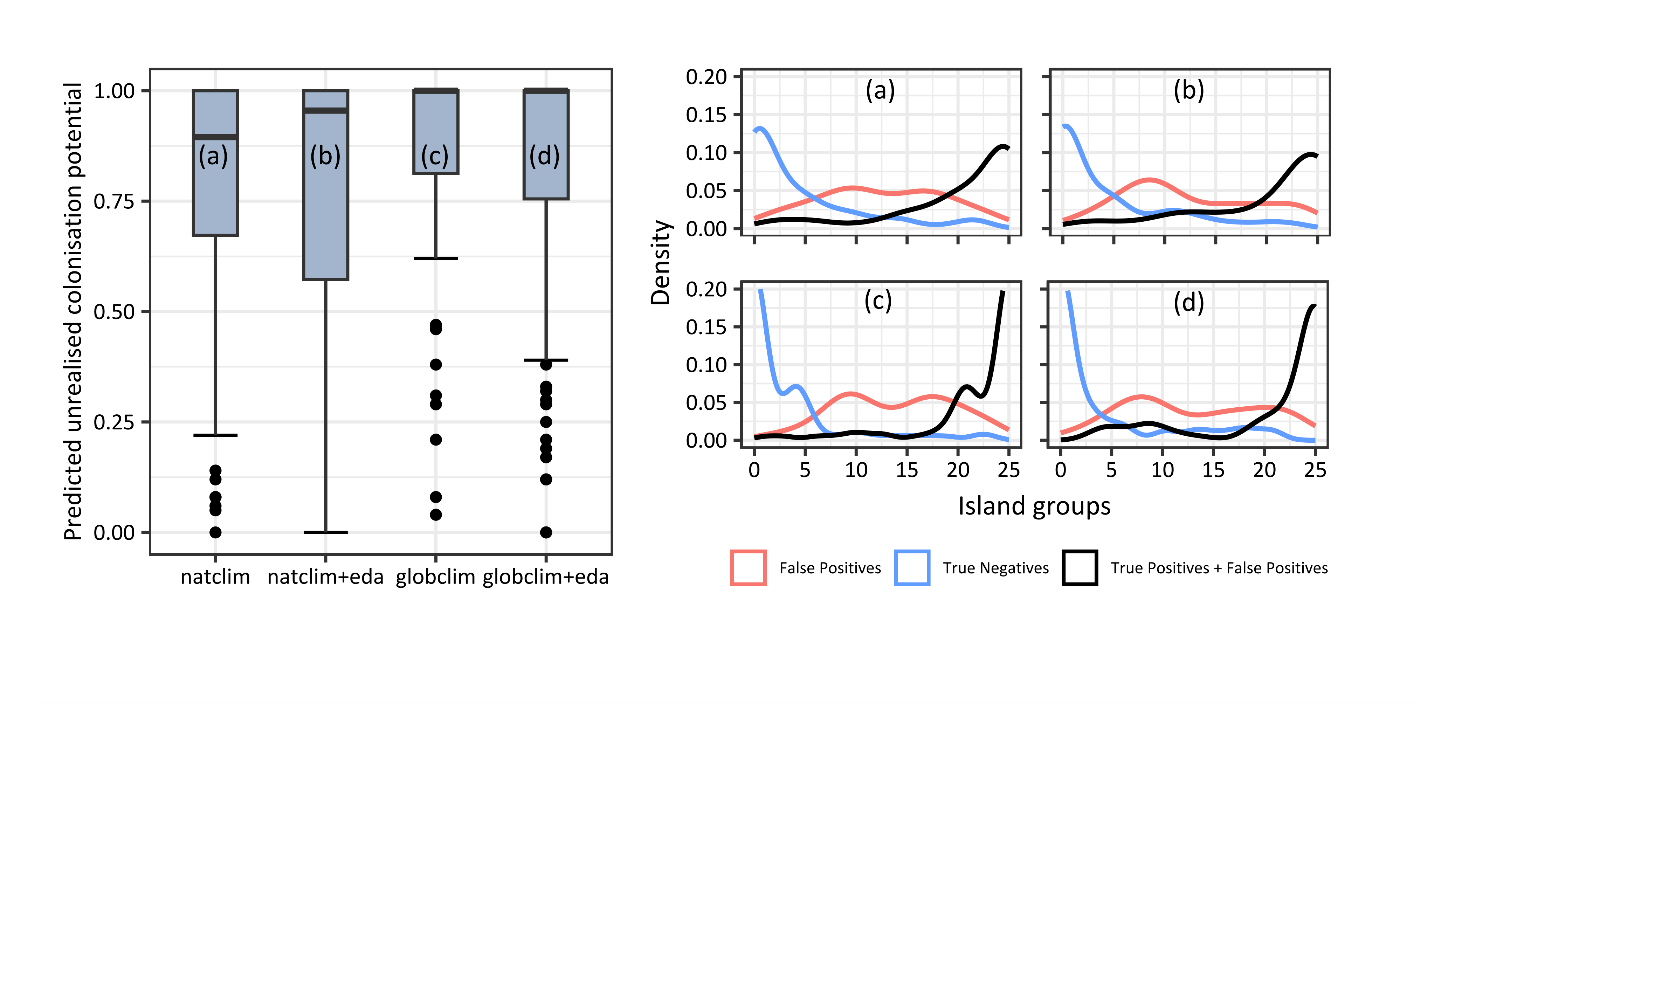 Predicted unrealised colonisation potential
1.00
0.75
0.50
0.25
0.00
(a)
(b)
(c)
(d)
natclim
natclim+eda
globclim
globclim+eda
Density
0.20
0.15
0.10
0.05
0.00
(a)
(b)
0.20
0.15
0.10
0.05
0.00
(c)
(d)
0 5 10 15 20 25
0 5 10 15 20 25
Island groups
False Positives
True Negatives
True Positives + False Positives